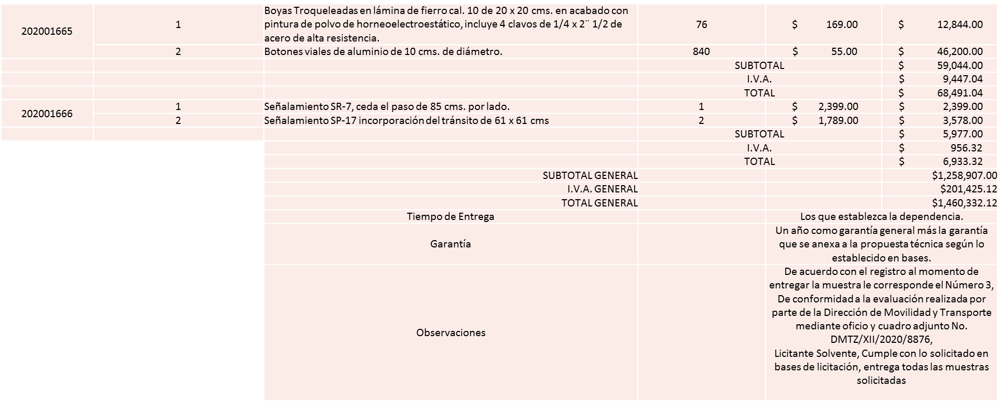 202001665
1
Boyas Troqueleadas en lámina de fierro cal. 10 de 20 x 20 cms. en acabado con
pintura de polvo de horneoelectroestático, incluye 4 clavos de 1/4 x 2¨ 1/2 de
acero de alta resistencia.
76
$ 169.00
$ 12,844.00
2
Botones viales de aluminio de 10 cms. de diámetro.
840
$ 55.00
$ 46,200.00
SUBTOTAL
$ 59,044.00
I.V.A.
$ 9,447.04
TOTAL
$ 68,491.04
202001666
1
Señalamiento SR-7, ceda el paso de 85 cms. por lado.
1
$ 2,399.00
$ 2,399.00
2
Señalamiento SP-17 incorporación del tránsito de 61 x 61 cms
2
$ 1,789.00
$ 3,578.00
SUBTOTAL
$ 5,977.00
I.V.A.
$ 956.32
TOTAL
$ 6,933.32
SUBTOTAL GENERAL
$1,258,907.00
I.V.A. GENERAL
$201,425.12
TOTAL GENERAL
$1,460,332.12
Tiempo de Entrega
Los que establezca la dependencia.
Garantía
Un año como garantía general más la garantía
que se anexa a la propuesta técnica según lo
establecido en bases.
Observaciones
De acuerdo con el registro al momento de
entregar la muestra le corresponde el Número 3,
De conformidad a la evaluación realizada por
parte de la Dirección de Movilidad y Transporte
mediante oficio y cuadro adjunto No.
DMTZ/XII/2020/8876,
Licitante Solvente, Cumple con lo solicitado en
bases de licitación, entrega todas las muestras
solicitadas